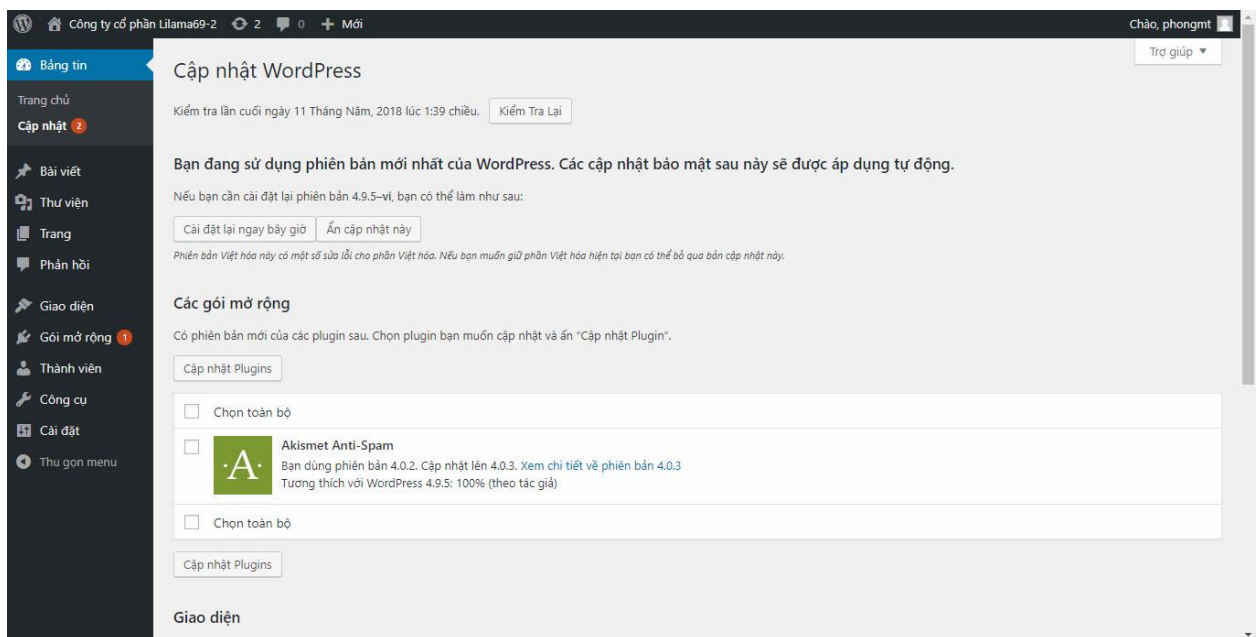 Công ty cổ phần Lilama69-2 2 0 Mới Chào, phongmt
Trợ giúp ▼
Bảng tin
Trang chủ
Cập nhật 2
Bài viết
Thư viện
Trang
Phản hồi
Giao diện
Gói mở rộng 1
Thành viên
Công cụ
Cài đặt
Thu gọn menu
Cập nhật WordPress
Kiểm tra lần cuối ngày 11 Tháng Năm, 2018 lúc 1:39 chiều. Kiểm Tra Lại
Bạn đang sử dụng phiên bản mới nhất của WordPress. Các cập nhật bảo mật sau này sẽ được áp dụng tự động.
Nếu bạn cần cài đặt lại phiên bản 4.9.5–vi, bạn có thể làm như sau:
Cài đặt lại ngay bây giờ Ẩn cập nhật này
Phiên bản Việt hóa này có một số sửa lỗi cho phần Việt hóa. Nếu bạn muốn giữ phần Việt hóa hiện tại bạn có thể bỏ qua bản cập nhật này.
Các gói mở rộng
Có phiên bản mới của các plugin sau. Chọn plugin bạn muốn cập nhật và ấn “Cập nhật Plugin”.
Cập nhật Plugins
Chọn toàn bộ
·A·
Akismet Anti-Spam
Bạn dùng phiên bản 4.0.2. Cập nhật lên 4.0.3. Xem chi tiết về phiên bản 4.0.3
Tương thích với WordPress 4.9.5: 100% (theo tác giả)
Chọn toàn bộ
Cập nhật Plugins
Giao diện